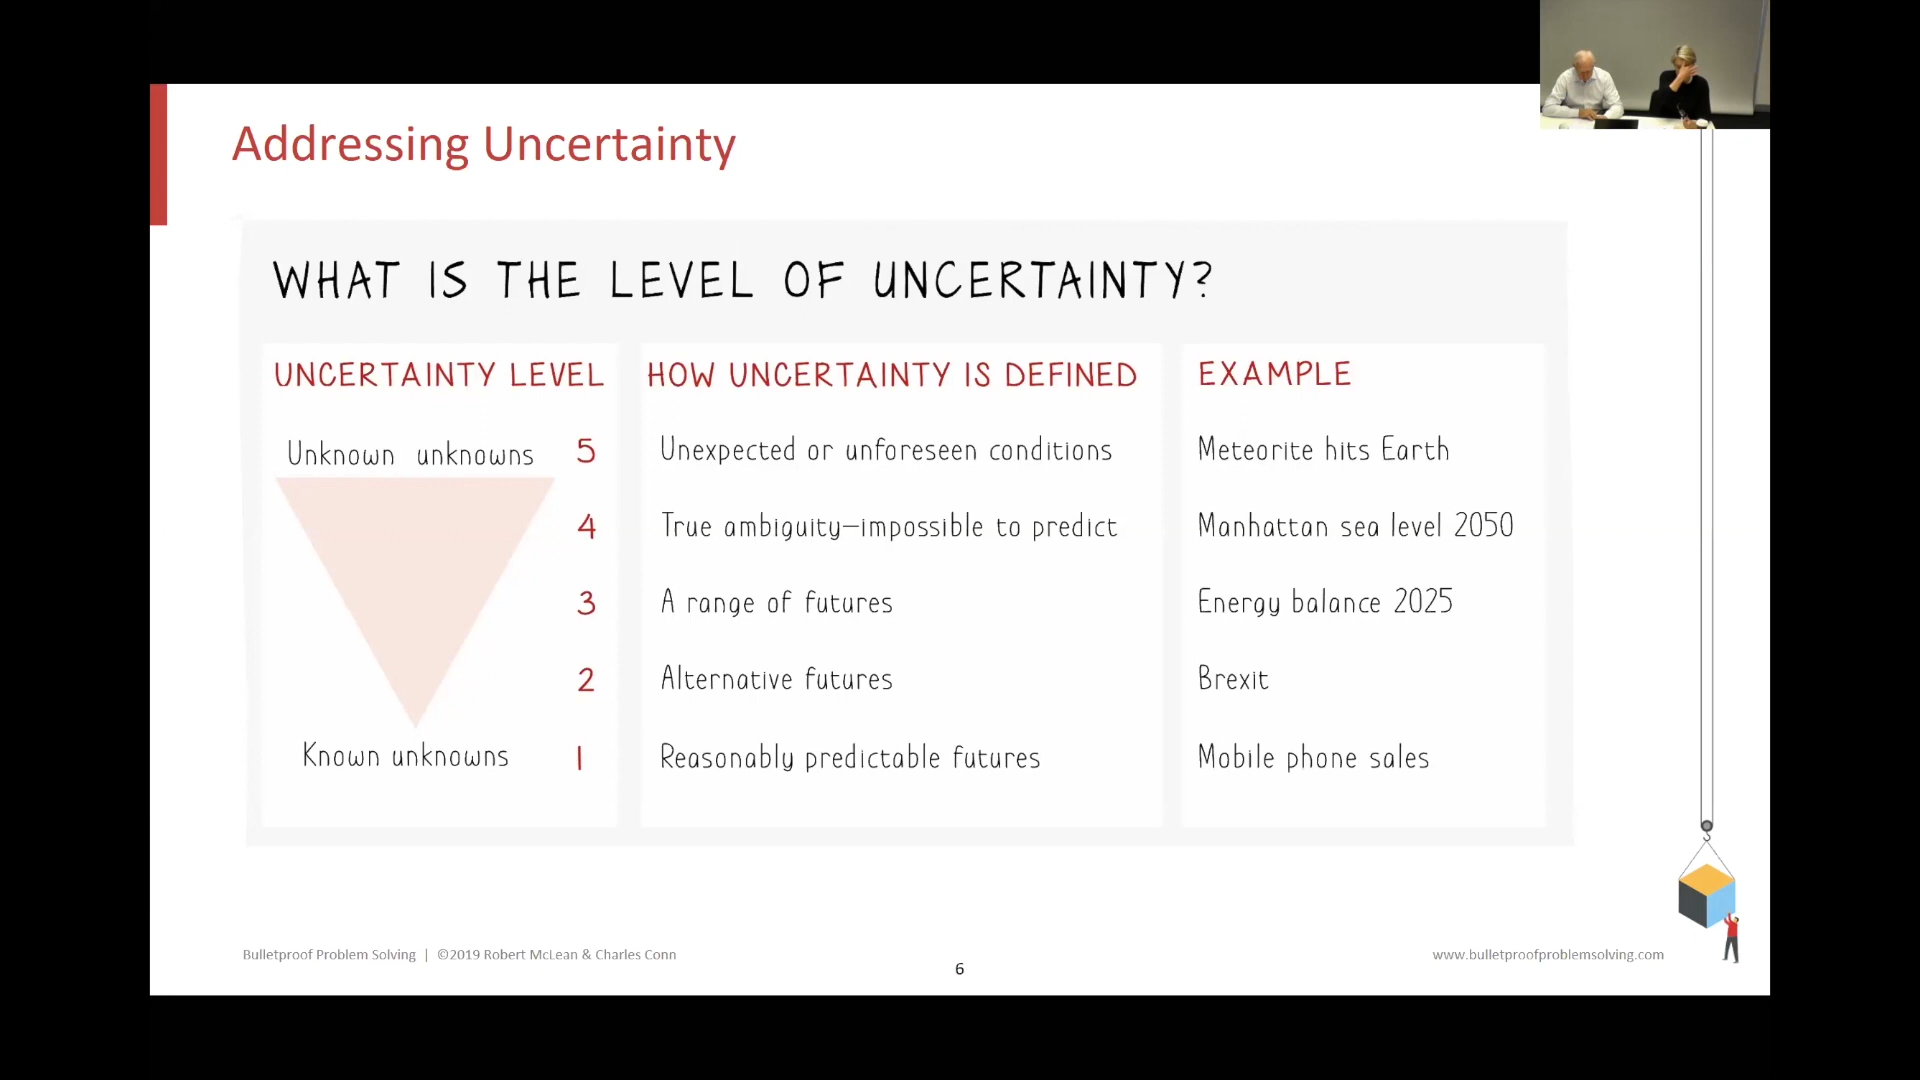 Addressing Uncertainty
WHAT IS THE LEVEL OF UNCERTAINTY?
UNCERTAINTY LEVEL HOW UNCERTAINTY IS DEFINED EXAMPLE
Unknown unknowns 5 Unexpected or unforeseen conditions Meteorite hits Earth
4 True ambiguity—impossible to predict Manhattan sea level 2050
3 A range of futures Energy balance 2025
2 Alternative futures Brexit
Known unknowns 1 Reasonably predictable futures Mobile phone sales
Bulletproof Problem Solving | ©2019 Robert McLean & Charles Conn
6
www.bulletproofproblemsolving.com